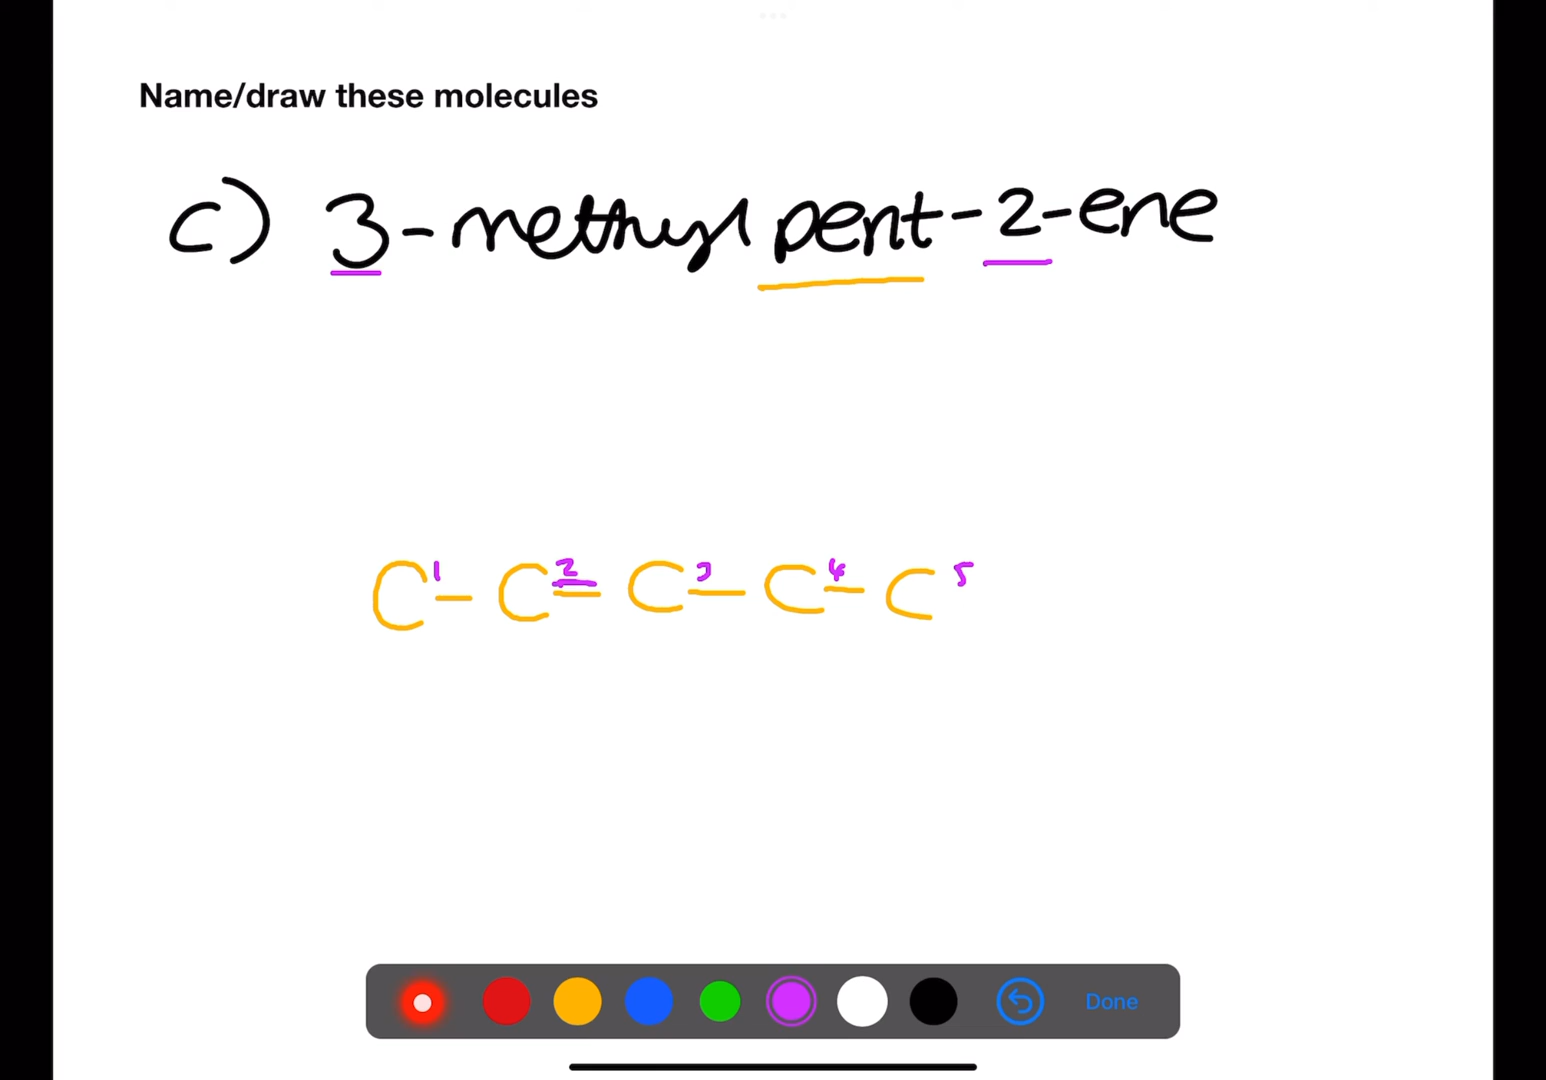 Name/draw these molecules
c) 3-methyl pent-2-ene
C1-C2=C3-C4-C5
Done